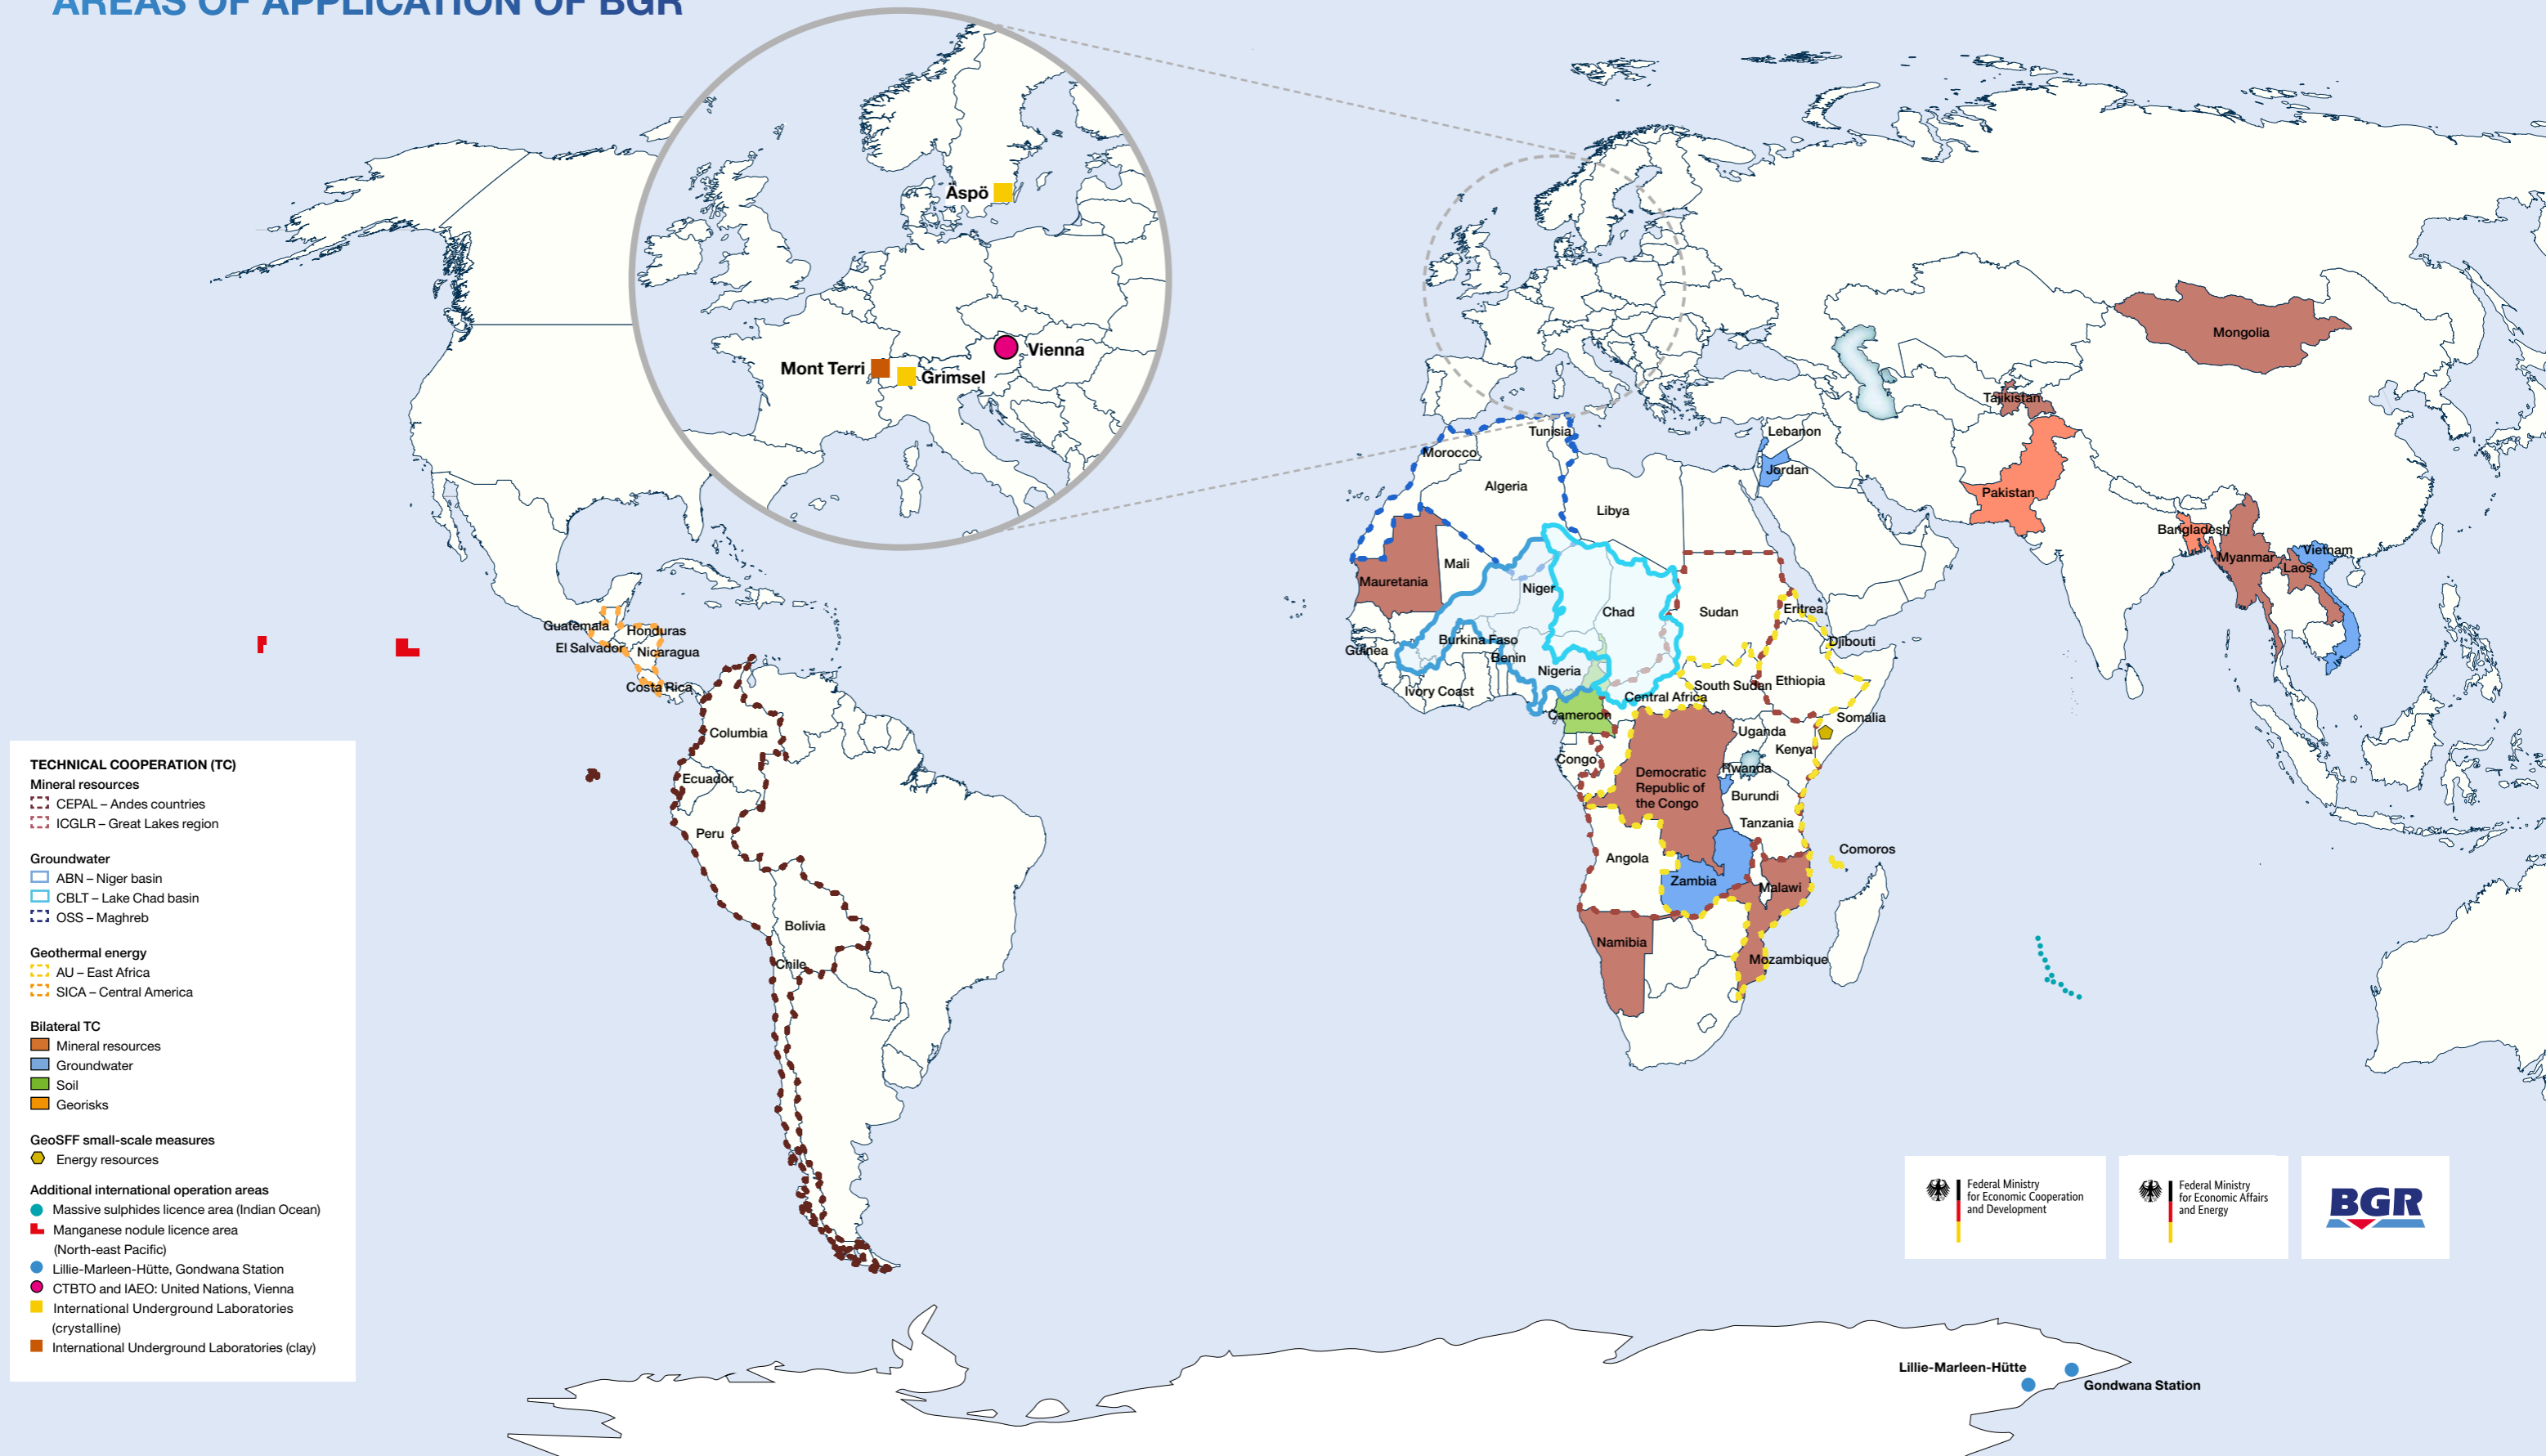 AREAS OF APPLICATION OF BGR
Äspö
Vienna
Mont Terri
Grimsel
Mongolia
Tajikistan
Tunisia
Lebanon
Morocco
Jordan
Algeria
Pakistan
Libya
Bangladesh
Vietnam
Myanmar
Mali
Laos
Mauretania
Niger
Chad
Sudan
Eritrea
Guatemala
Honduras
Burkina Faso
Djibouti
El Salvador
Nicaragua
Guinea
Benin
Nigeria
Ethiopia
Costa Rica
Ivory Coast
South Sudan
Central Africa
Cameroon
Somalia
Columbia
Uganda
Kenya
Congo
Rwanda
Ecuador
Democratic
Republic of
the Congo
Burundi
Tanzania
Peru
Comoros
Angola
Zambia
Malawi
Bolivia
Namibia
Chile
Mozambique
TECHNICAL COOPERATION (TC)
Mineral resources
CEPAL – Andes countries
ICGLR – Great Lakes region
Groundwater
ABN – Niger basin
CBLT – Lake Chad basin
OSS – Maghreb
Geothermal energy
AU – East Africa
SICA – Central America
Bilateral TC
Mineral resources
Groundwater
Soil
Georisks
GeoSFF small-scale measures
Energy resources
Additional international operation areas
Massive sulphides licence area (Indian Ocean)
Manganese nodule licence area
(North-east Pacific)
Lillie-Marleen-Hütte, Gondwana Station
CTBTO and IAEO: United Nations, Vienna
International Underground Laboratories
(crystalline)
International Underground Laboratories (clay)
Federal Ministry
for Economic Cooperation
and Development
Federal Ministry
for Economic Affairs
and Energy
BGR
Lillie-Marleen-Hütte
Gondwana Station